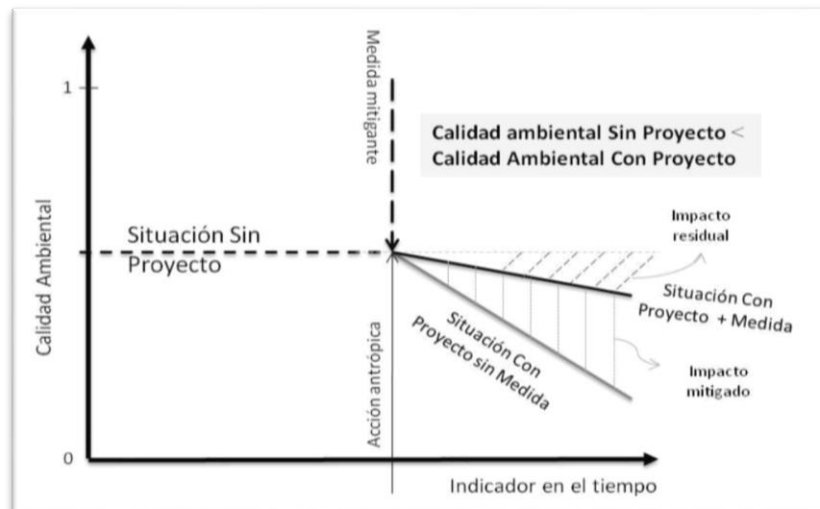 1
Medida mitigante
Calidad ambiental Sin Proyecto <
Calidad Ambiental Con Proyecto
Situación Sin
Proyecto
Impacto
residual
Situación Con
Proyecto + Medida
Situación Con
Proyecto sin Medida
Impacto
mitigado
Calidad Ambiental
Acción antrópica
0
Indicador en el tiempo